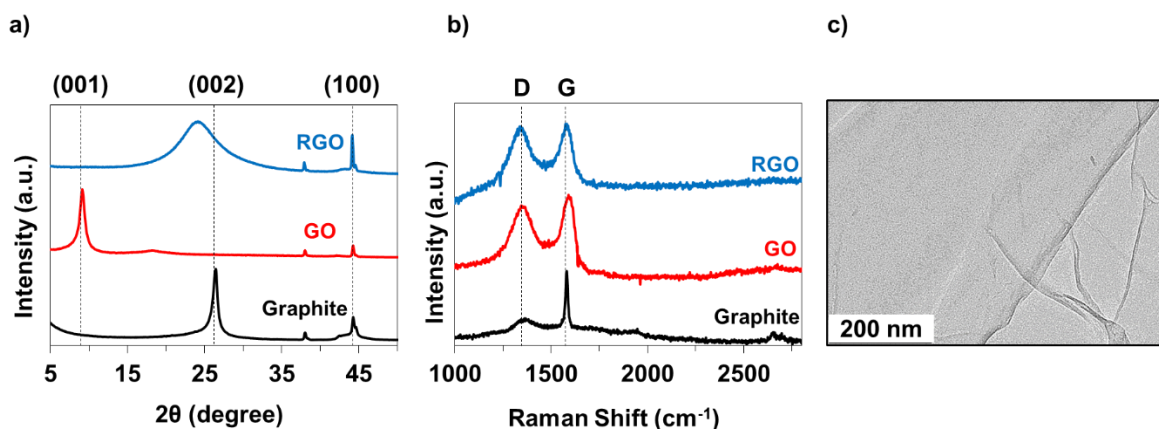 a)
(001) (002) (100)
RGO
GO
Graphite
Intensity (a.u.)
5 15 25 35 45
2θ (degree)
b)
D G
RGO
GO
Graphite
Intensity (a.u.)
1000 1500 2000 2500
Raman Shift (cm⁻¹)
c)
200 nm